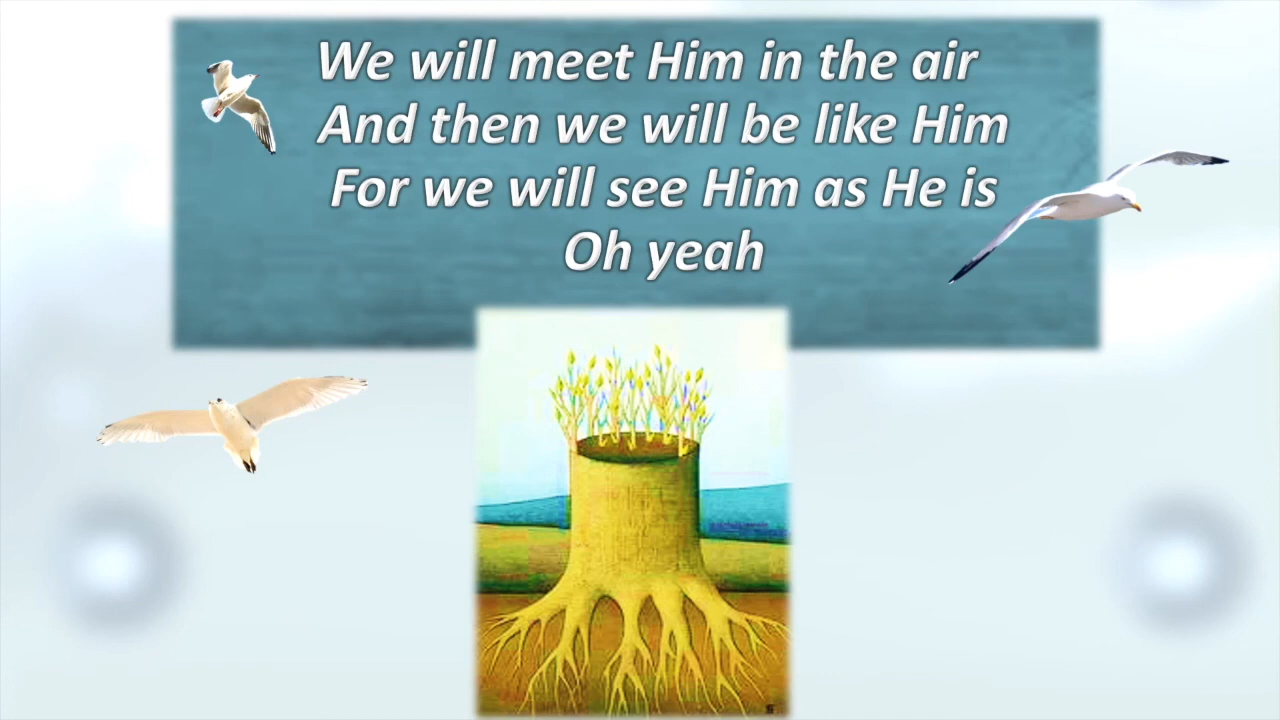 We will meet Him in the air
And then we will be like Him
For we will see Him as He is
Oh yeah